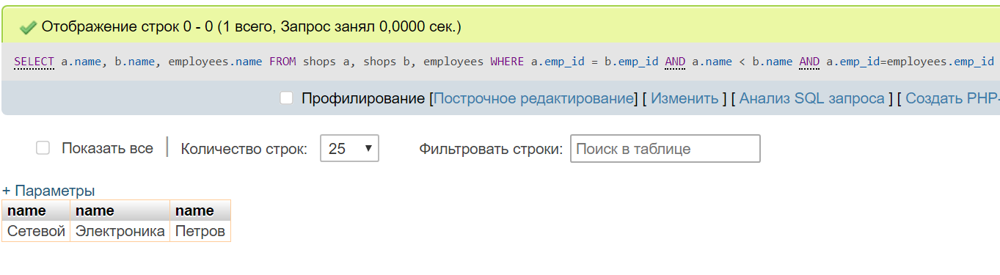 Отображение строк 0 - 0 (1 всего, Запрос занял 0,0000 сек.)
SELECT a.name, b.name, employees.name FROM shops a, shops b, employees WHERE a.emp_id = b.emp_id AND a.name < b.name AND a.emp_id=employees.emp_id
Профилирование [Построчное редактирование] [ Изменить ] [ Анализ SQL запроса ] [ Создать PHP-
Показать все | Количество строк: 25 Фильтровать строки: Поиск в таблице
+ Параметры
name name name
Сетевой Электроника Петров